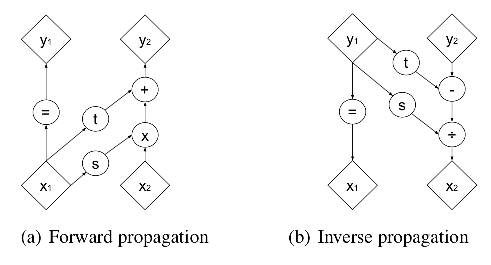 y1 y2 y1 y2
t
+ -
= t s
= x ÷
s
x1 x2 x1 x2
(a) Forward propagation (b) Inverse propagation